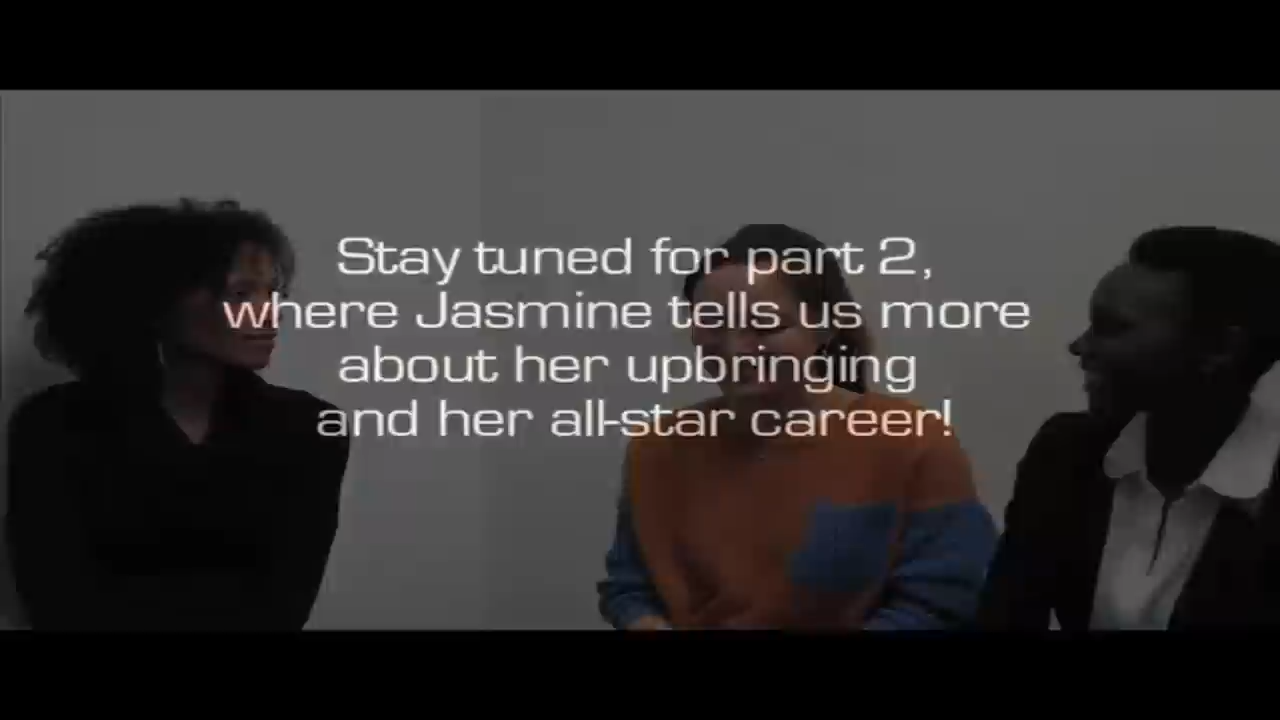 Stay tuned for part 2,
where Jasmine tells us more
about her upbringing
and her all-star career!